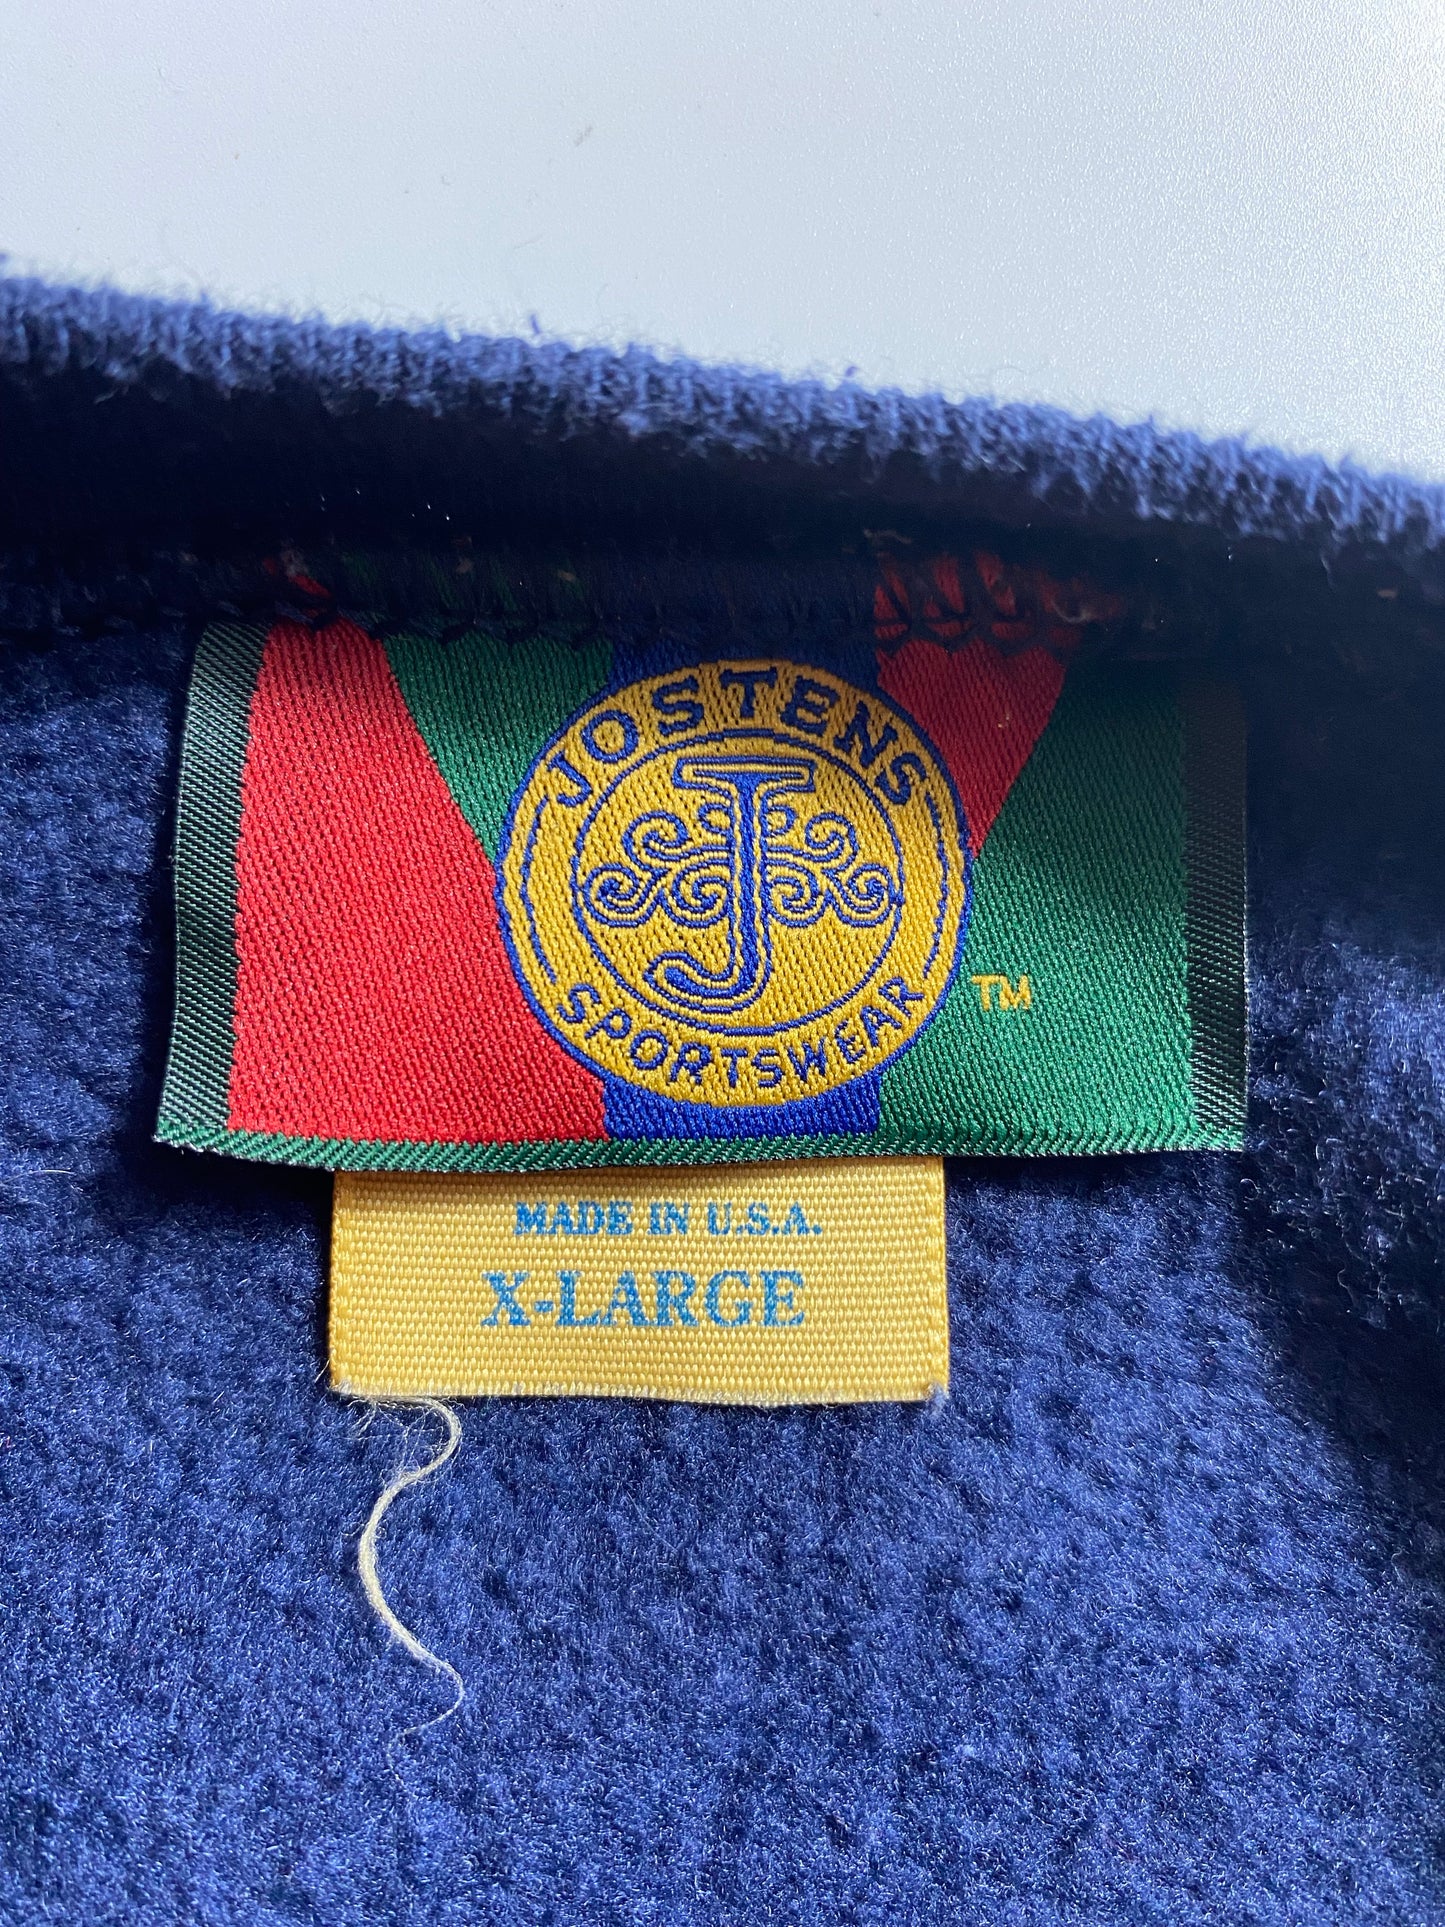 JOSTENS
J
SPORTSWEAR
TM
MADE IN U.S.A.
X-LARGE